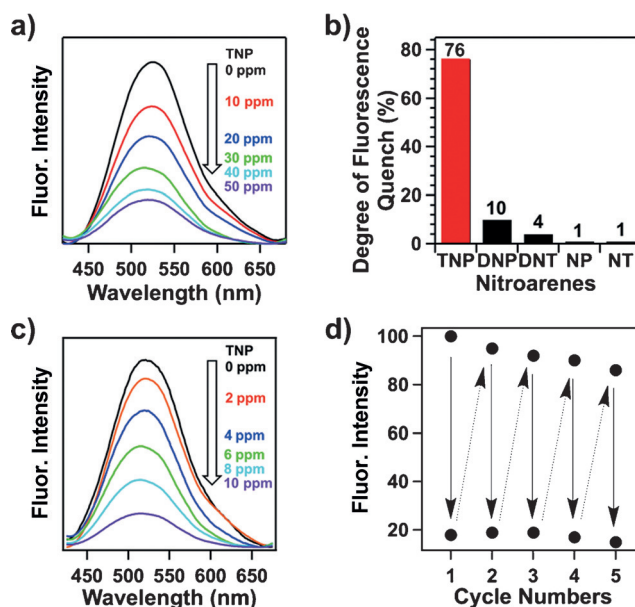 a)
TNP
0 ppm
10 ppm
20 ppm
30 ppm
40 ppm
50 ppm
Fluor. Intensity
450 500 550 600 650
Wavelength (nm)
b)
Degree of Fluorescence
Quench (%)
80
60
40
20
0
76
10
4
1
1
TNP DNP DNT NP NT
Nitroarenes
c)
TNP
0 ppm
2 ppm
4 ppm
6 ppm
8 ppm
10 ppm
Fluor. Intensity
450 500 550 600 650
Wavelength (nm)
d)
Fluor. Intensity
100
80
60
40
20
1 2 3 4 5
Cycle Numbers